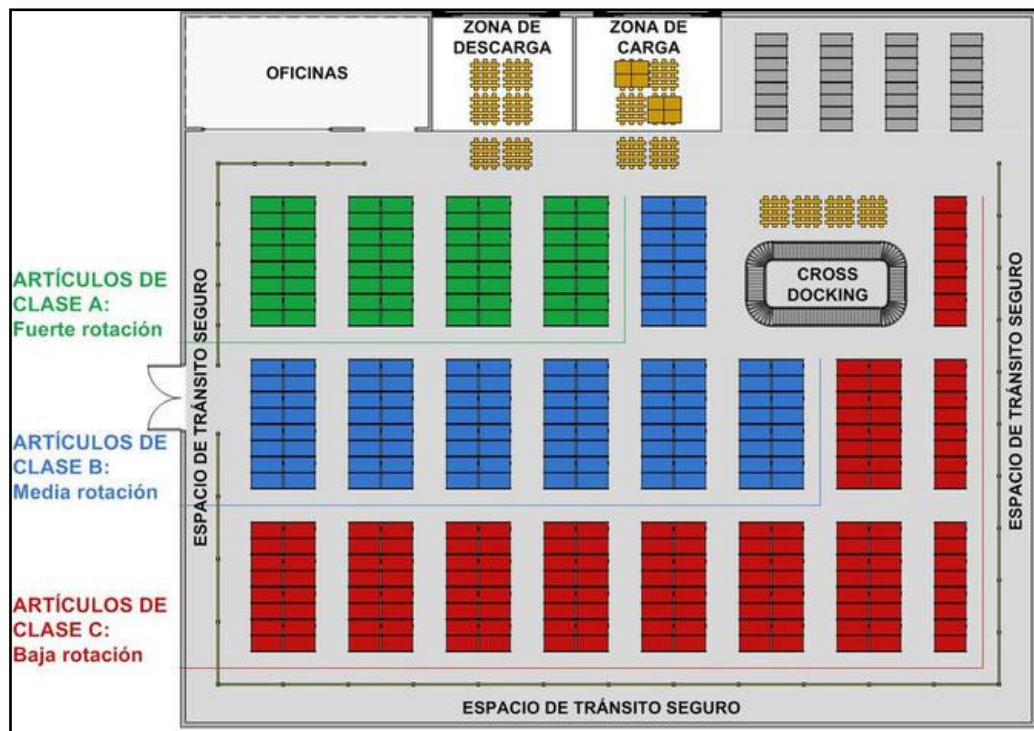 OFICINAS
ZONA DE
DESCARGA
ZONA DE
CARGA
ARTÍCULOS DE
CLASE A:
Fuerte rotación
ESPACIO DE TRÁNSITO SEGURO
CROSS
DOCKING
ESPACIO DE TRÁNSITO SEGURO
ARTÍCULOS DE
CLASE B:
Media rotación
ARTÍCULOS DE
CLASE C:
Baja rotación
ESPACIO DE TRÁNSITO SEGURO